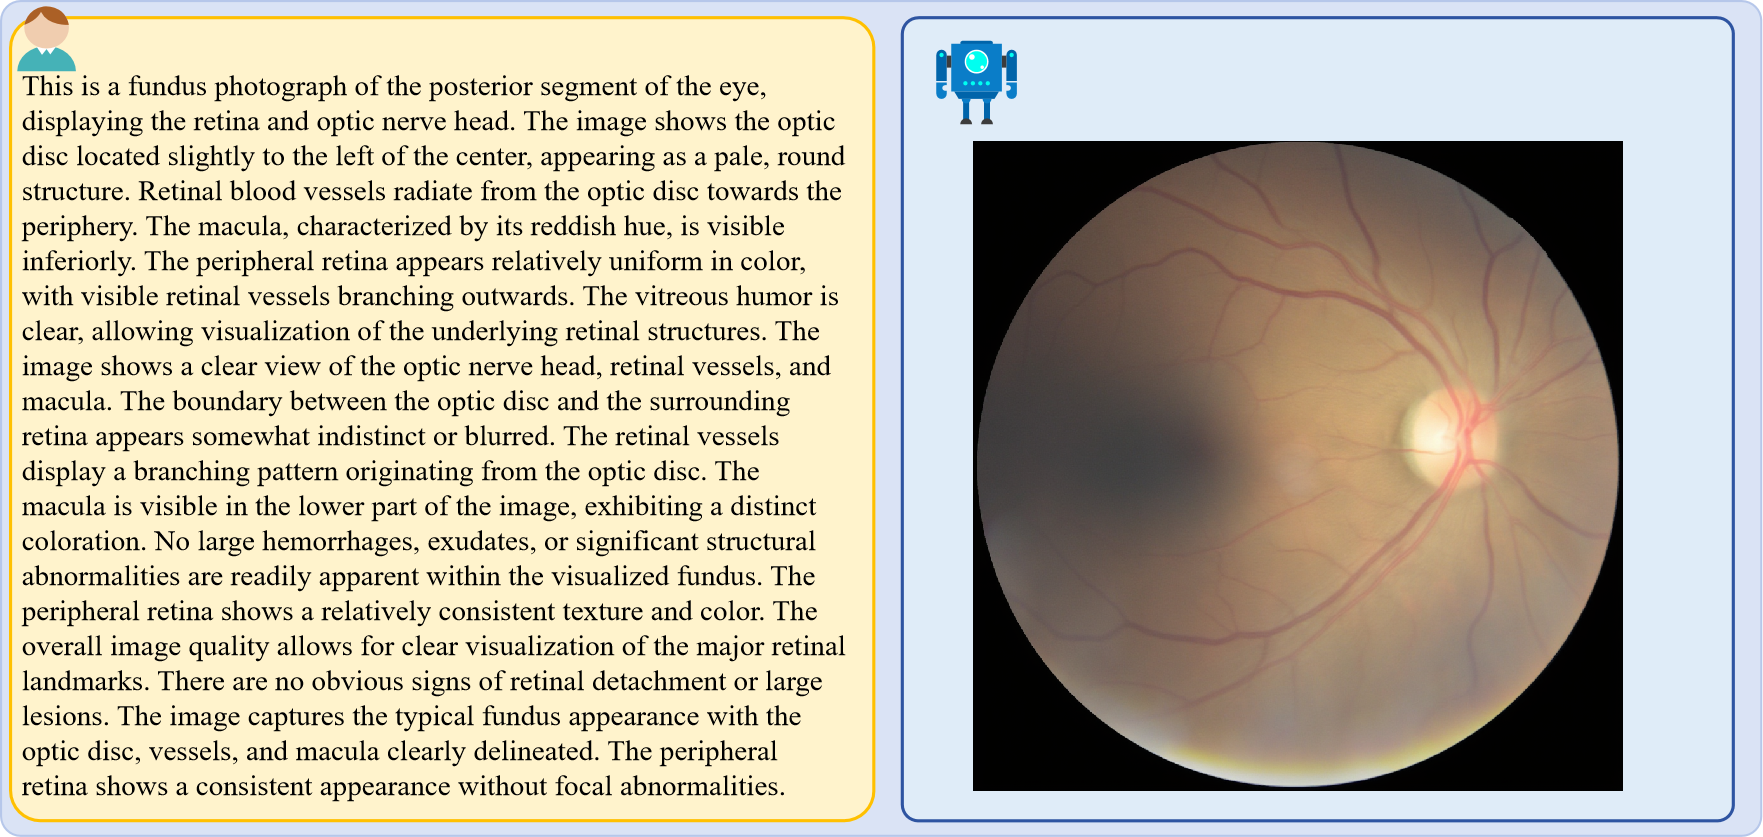 This is a fundus photograph of the posterior segment of the eye,
displaying the retina and optic nerve head. The image shows the optic
disc located slightly to the left of the center, appearing as a pale, round
structure. Retinal blood vessels radiate from the optic disc towards the
periphery. The macula, characterized by its reddish hue, is visible
inferiorly. The peripheral retina appears relatively uniform in color,
with visible retinal vessels branching outwards. The vitreous humor is
clear, allowing visualization of the underlying retinal structures. The
image shows a clear view of the optic nerve head, retinal vessels, and
macula. The boundary between the optic disc and the surrounding
retina appears somewhat indistinct or blurred. The retinal vessels
display a branching pattern originating from the optic disc. The
macula is visible in the lower part of the image, exhibiting a distinct
coloration. No large hemorrhages, exudates, or significant structural
abnormalities are readily apparent within the visualized fundus. The
peripheral retina shows a relatively consistent texture and color. The
overall image quality allows for clear visualization of the major retinal
landmarks. There are no obvious signs of retinal detachment or large
lesions. The image captures the typical fundus appearance with the
optic disc, vessels, and macula clearly delineated. The peripheral
retina shows a consistent appearance without focal abnormalities.